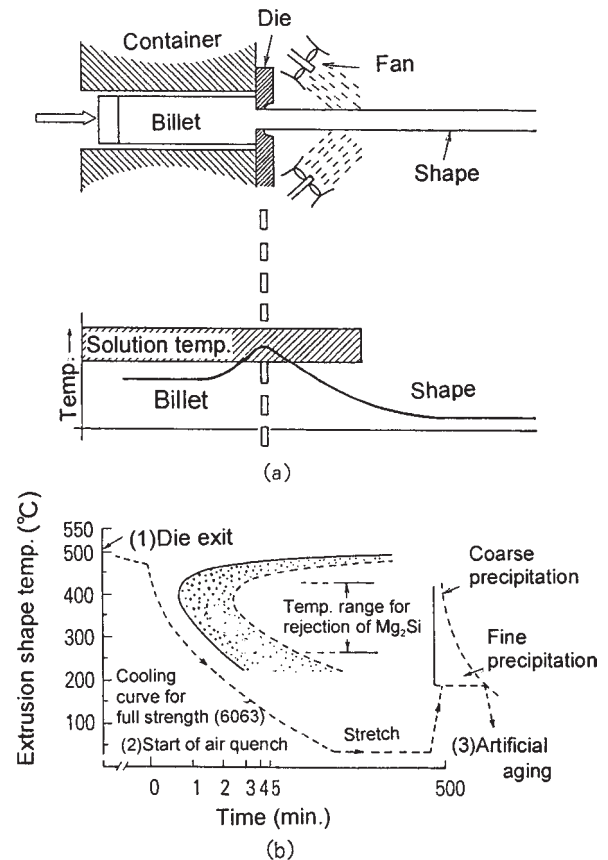 Die
Container
Fan
Billet
Shape
Solution temp.
Temp.
Billet
Shape
(a)
Extrusion shape temp. (°C)
550
500
400
300
200
100
(1)Die exit
Coarse
precipitation
Temp. range for
rejection of Mg₂Si
Fine
precipitation
Cooling
curve for
full strength (6063)
(2)Start of air quench
Stretch
(3)Artificial
aging
0 1 2 3 4 5 500
Time (min.)
(b)